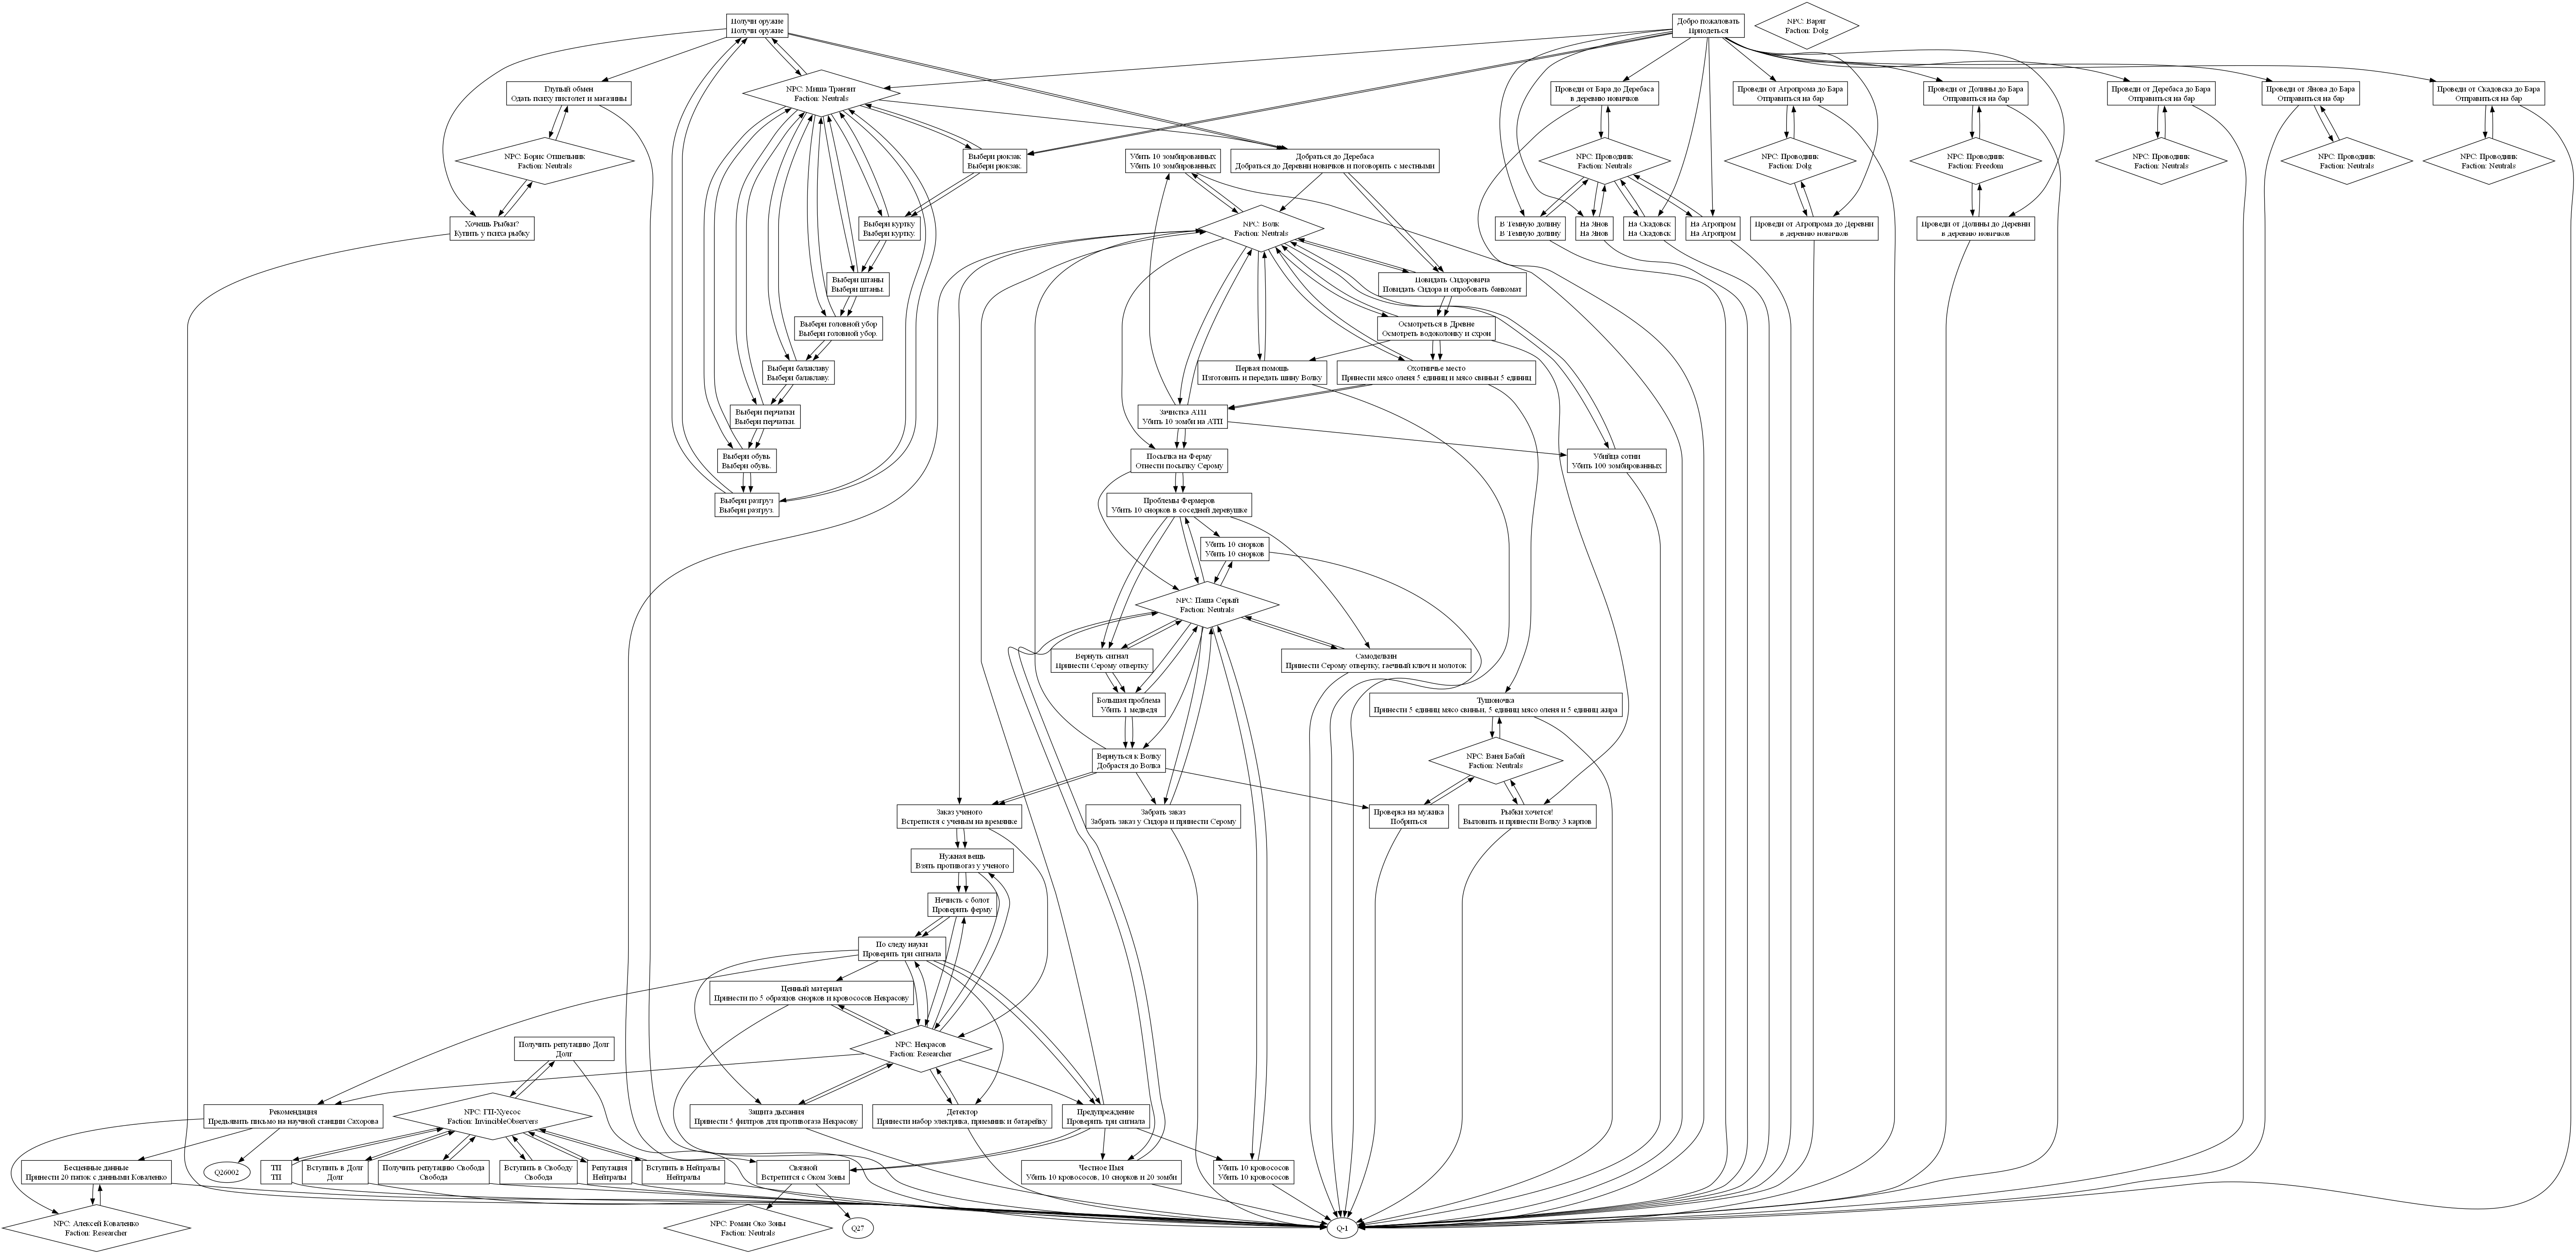 Получи оружие
Получи оружие
Добро пожаловать
Приодеться
NPC: Варяг
Faction: Dolg
Глупый обмен
Одать психу пистолет и магазины
NPC: Миша Транзит
Faction: Neutrals
Проведи от Бара до Деребаса
в деревню новичков
Проведи от Агропрома до Бара
Отправиться на бар
Проведи от Долины до Бара
Отправиться на бар
Проведи от Деребаса до Бара
Отправиться на бар
Проведи от Янова до Бара
Отправиться на бар
Проведи от Скадовска до Бара
Отправиться на бар
NPC: Борис Отшельник
Faction: Neutrals
Выбери рюкзак
Выбери рюкзак.
Убить 10 зомбированных
Убить 10 зомбированных
Добраться до Деребаса
Добраться до Деревни новичков и поговорить с местными
NPC: Проводник
Faction: Neutrals
NPC: Проводник
Faction: Dolg
NPC: Проводник
Faction: Freedom
NPC: Проводник
Faction: Neutrals
NPC: Проводник
Faction: Neutrals
NPC: Проводник
Faction: Neutrals
Хочешь Рыбки?
Купить у психа рыбку
Выбери куртку
Выбери куртку.
NPC: Волк
Faction: Neutrals
В Темную долину
В Темную долину
На Янов
На Янов
На Скадовск
На Скадовск
На Агропром
На Агропром
Проведи от Агропрома до Деревни
в деревню новичков
Проведи от Долины до Деревни
в деревню новичков
Выбери штаны
Выбери штаны.
Повидать Сидоровича
Повидать Сидора и опробовать банкомат
Выбери головной убор
Выбери головной убор.
Осмотреться в Древне
Осмотреть водоколонку и схрон
Выбери балаклаву
Выбери балаклаву.
Первая помощь
Изготовить и передать шину Волку
Охотничье место
Принести мясо оленя 5 единиц и мясо свиньи 5 единиц
Выбери перчатки
Выбери перчатки.
Зачистка АТП
Убить 10 зомби на АТП
Выбери обувь
Выбери обувь.
Посылка на Ферму
Отнести посылку Серому
Убийца сотни
Убить 100 зомбированных
Выбери разгруз
Выбери разгруз.
Проблемы Фермеров
Убить 10 снорков в соседней деревушке
Убить 10 снорков
Убить 10 снорков
NPC: Паша Серый
Faction: Neutrals
Вернуть сигнал
Принести Серому отвертку
Самоделкин
Принести Серому отвертку, гаечный ключ и молоток
Большая проблема
Убить 1 медведя
Тушоночка
Принести 5 единиц мясо свиньи, 5 единиц мясо оленя и 5 единиц жира
Вернуться к Волку
Добрастя до Волка
NPC: Ваня Бабай
Faction: Neutrals
Заказ ученого
Встретистя с ученым на времянке
Забрать заказ
Забрать заказ у Сидора и принести Серому
Проверка на мужика
Побриться
Рыбки хочется!
Выловить и принести Волку 3 карпов
Нужная вещь
Взять противогаз у ученого
Нечисть с болот
Проверить ферму
По следу науки
Проверить три сигнала
Ценный материал
Принести по 5 образцов снорков и кровососов Некрасову
Получить репутацию Долг
Долг
NPC: Некрасов
Faction: Researcher
Рекомендация
Предъявить письмо на научной станции Сахорова
NPC: ГП-Хуесос
Faction: InvincibleObservers
Защита дыхания
Принести 5 филтров для противогаза Некрасову
Детектор
Принести набор электрика, приемник и батарейку
Предупреждение
Проверить три сигнала
Бесценные данные
Принести 20 папок с данными Коваленко
Q26002
ТП
ТП
Вступить в Долг
Долг
Получить репутацию Свобода
Свобода
Вступить в Свободу
Свобода
Репутация
Нейтралы
Вступить в Нейтралы
Нейтралы
Связной
Встретится с Оком Зоны
Честное Имя
Убить 10 кровососов, 10 снорков и 20 зомби
Убить 10 кровососов
Убить 10 кровососов
NPC: Алексей Коваленко
Faction: Researcher
NPC: Роман Око Зоны
Faction: Neutrals
Q27
Q-1